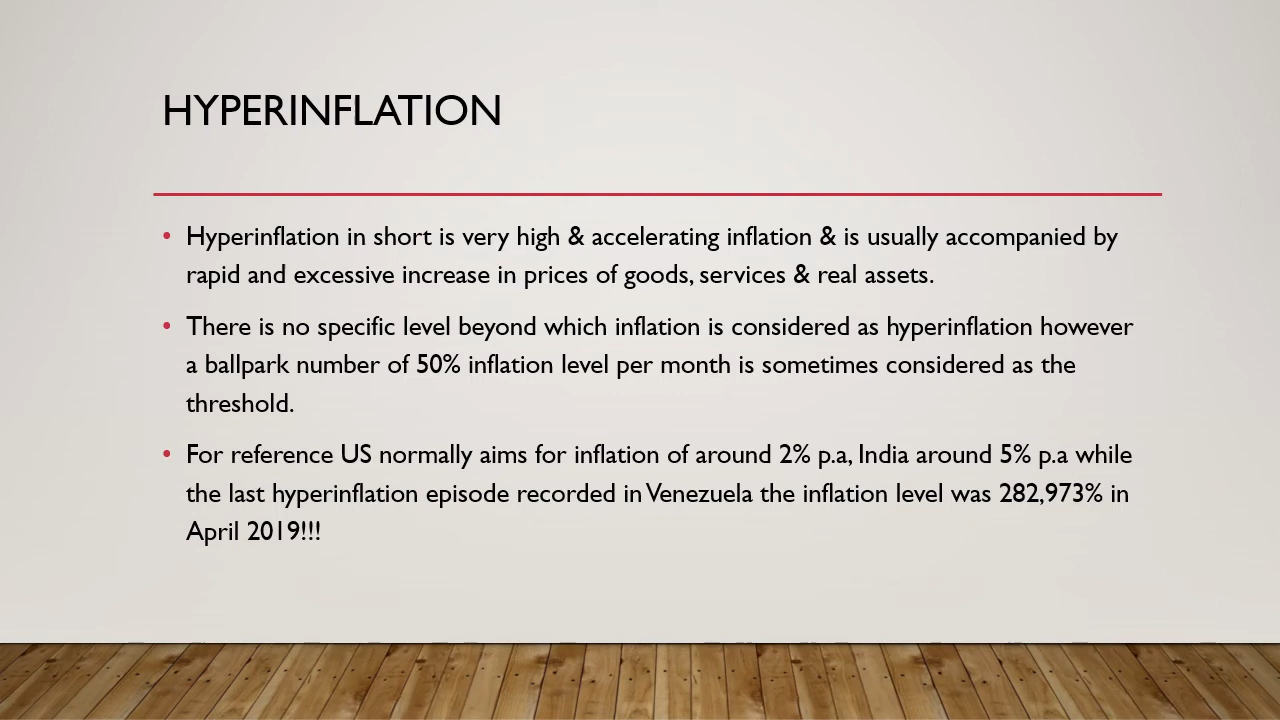 HYPERINFLATION
• Hyperinflation in short is very high & accelerating inflation & is usually accompanied by
rapid and excessive increase in prices of goods, services & real assets.
• There is no specific level beyond which inflation is considered as hyperinflation however
a ballpark number of 50% inflation level per month is sometimes considered as the
threshold.
• For reference US normally aims for inflation of around 2% p.a, India around 5% p.a while
the last hyperinflation episode recorded in Venezuela the inflation level was 282,973% in
April 2019!!!